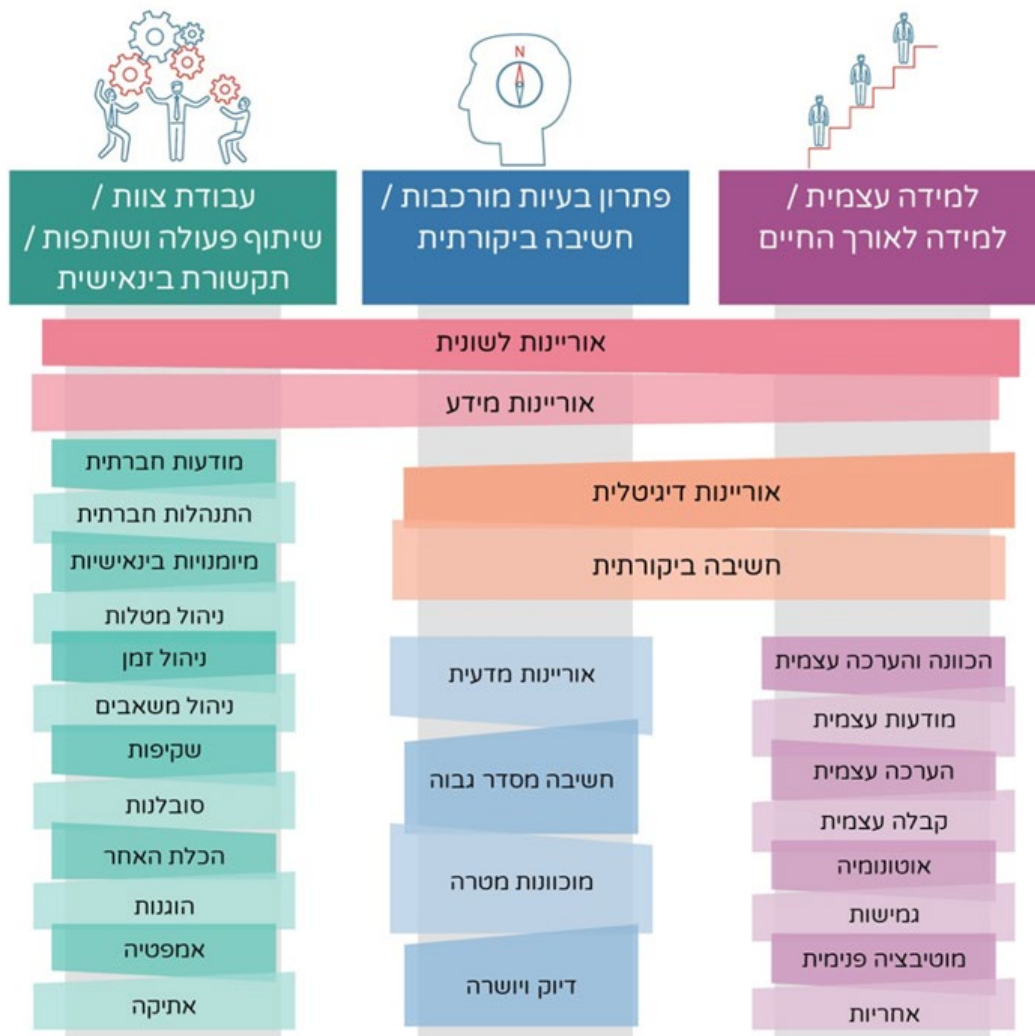 N
למידה עצמית /
למידה לאורך החיים
פתרון בעיות מורכבות /
חשיבה ביקורתית
עבודת צוות /
שיתוף פעולה ושותפות /
תקשורת בינאישית
אוריינות לשונית
אוריינות מידע
אוריינות דיגיטלית
חשיבה ביקורתית
הכוונה והערכה עצמית
מודעות עצמית
הערכה עצמית
קבלה עצמית
אוטונומיה
גמישות
מוטיבציה פנימית
אחריות
אוריינות מדעית
חשיבה מסדר גבוה
מוכוונות מטרה
דיוק ויושרה
מודעות חברתית
התנהלות חברתית
מיומנויות בינאישיות
ניהול מטלות
ניהול זמן
ניהול משאבים
שקיפות
סובלנות
הכלת האחר
הוגנות
אמפטיה
אתיקה